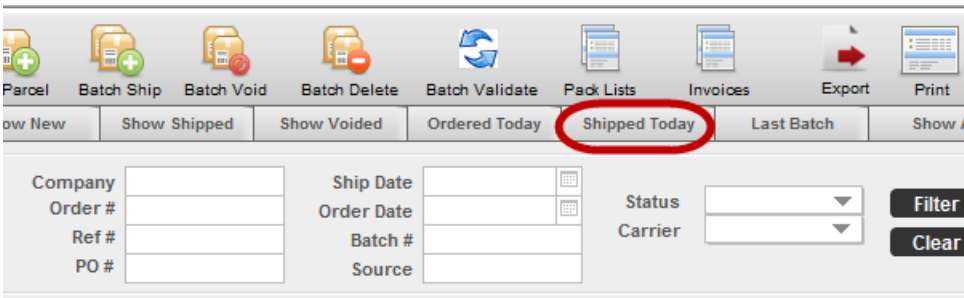 Parcel Batch Ship Batch Void Batch Delete Batch Validate Pack Lists Invoices Export Print
ow New Show Shipped Show Voided Ordered Today Shipped Today Last Batch Show
Company Ship Date
Order # Order Date Status Filter
Ref # Batch # Carrier Clear
PO # Source